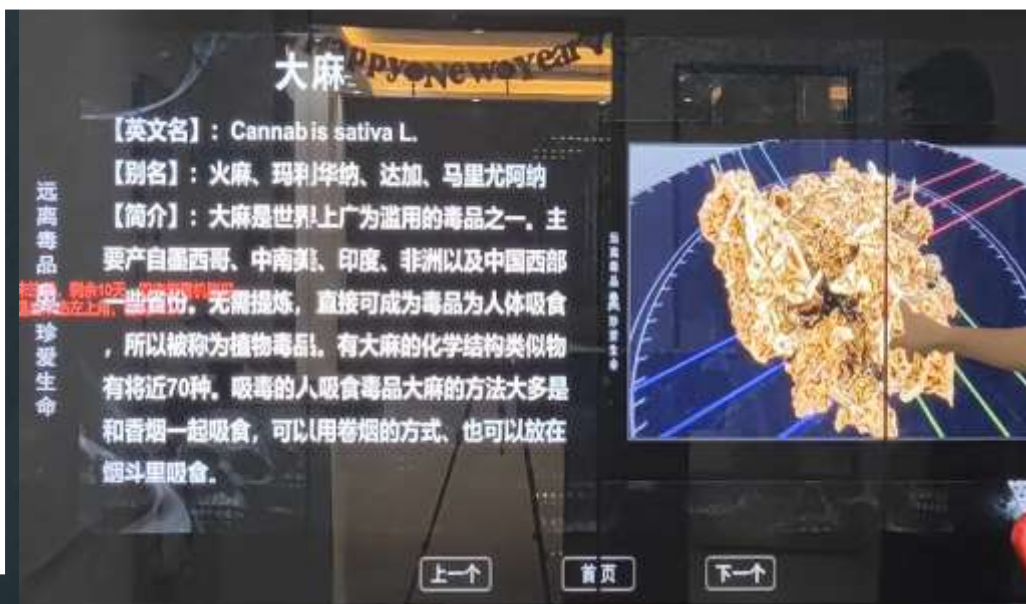 大麻
Happy New Year
【英文名】：Cannabis sativa L.
【别名】：火麻、玛利华纳、达加、马里尤阿纳
【简介】：大麻是世界上广为滥用的毒品之一。主
要产自墨西哥、中南美、印度、非洲以及中国西部
一些省份。无需提炼，直接可成为毒品为人体吸食
，所以被称为植物毒品。有大麻的化学结构类似物
有将近70种。吸毒的人吸食毒品大麻的方法大多是
和香烟一起吸食，可以用卷烟的方式、也可以放在
烟斗里吸食。
远离毒品
珍爱生命
剩余10天
上一个
首页
下一个